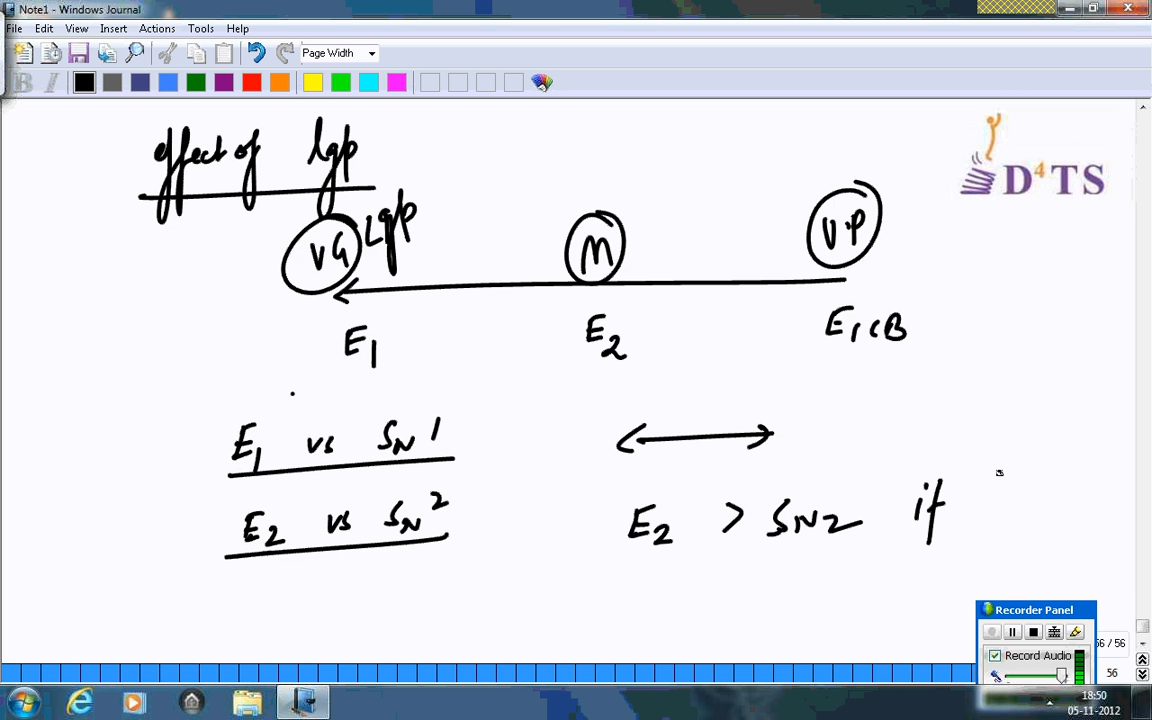 Note1 - Windows Journal
File Edit View Insert Actions Tools Help
Page Width
B I
effect of lgp
VG Lgp M V.P
E1 E2 E1CB
E1 vs SN1
E2 vs SN2 E2 > SN2 if
D4TS
Recorder Panel
56 / 56
Record Audio
56
18:50
05-11-2012